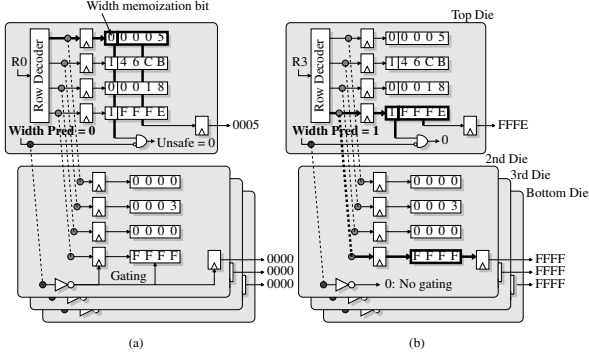 Width memoization bit
Top Die
R0
Row Decoder
0 0 0 0 5
1 4 6 C B
0 0 0 1 8
1 F F F E
0005
Width Pred = 0
Unsafe = 0
R3
Row Decoder
0 0 0 0 5
1 4 6 C B
0 0 0 1 8
1 F F F E
FFFE
Width Pred = 1
0
2nd Die
3rd Die
Bottom Die
0 0 0 0
0 0 0 3
0 0 0 0
F F F F
Gating
0000
0000
0000
0 0 0 0
0 0 0 3
0 0 0 0
F F F F
0: No gating
FFFF
FFFF
FFFF
(a)
(b)